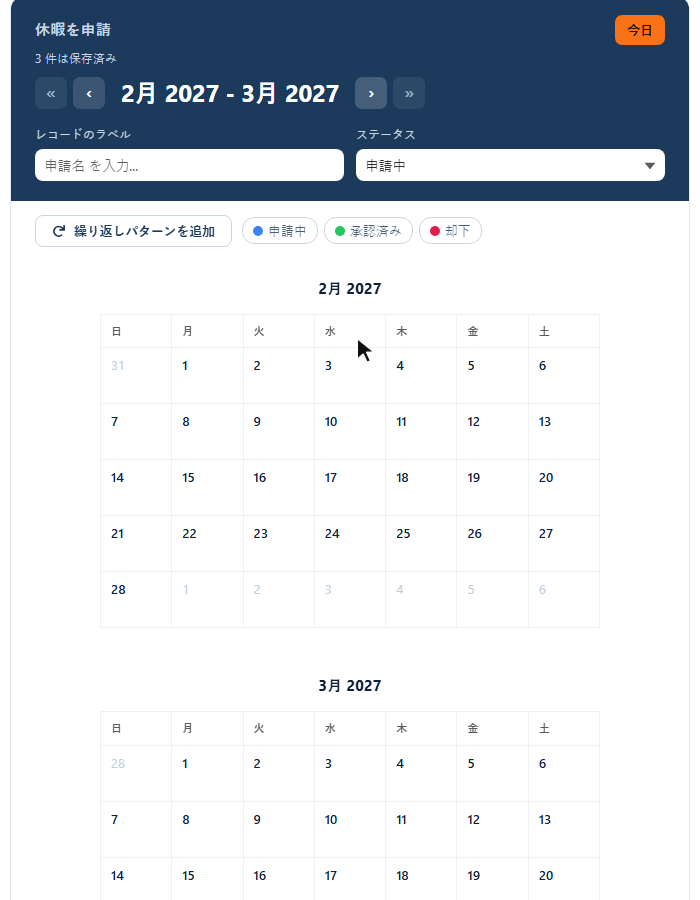 休暇を申請
今日
3 件は保存済み
« ‹ 2月 2027 - 3月 2027 › »
レコードのラベル ステータス
申請名 を入力... 申請中
繰り返しパターンを追加 申請中 承認済み 却下
2月 2027
日 月 火 水 木 金 土
31 1 2 3 4 5 6
7 8 9 10 11 12 13
14 15 16 17 18 19 20
21 22 23 24 25 26 27
28 1 2 3 4 5 6
3月 2027
日 月 火 水 木 金 土
28 1 2 3 4 5 6
7 8 9 10 11 12 13
14 15 16 17 18 19 20